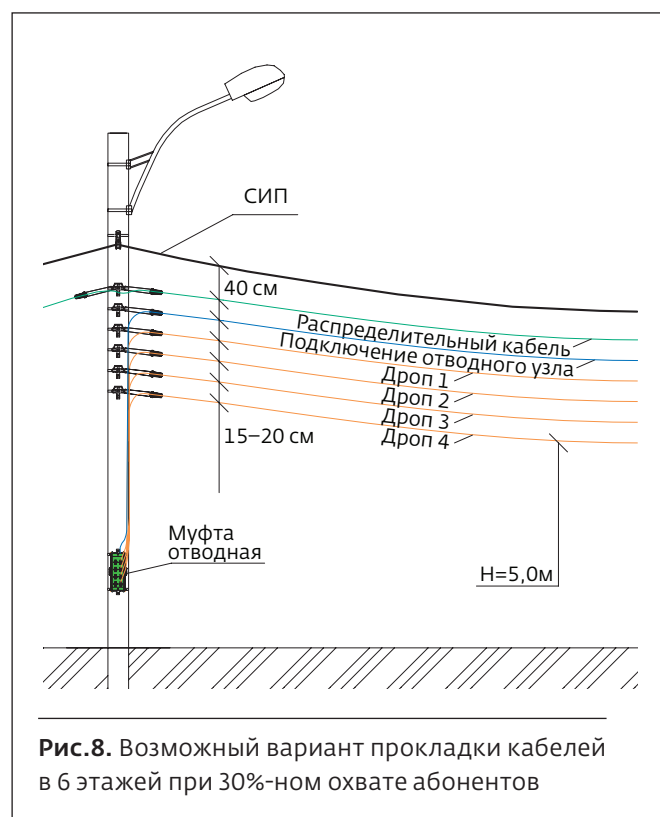 СИП
40 см
Распределительный кабель
Подключение отводного узла
Дроп 1
Дроп 2
Дроп 3
Дроп 4
15–20 см
Муфта
отводная
H=5,0м
Рис.8. Возможный вариант прокладки кабелей
в 6 этажей при 30%-ном охвате абонентов